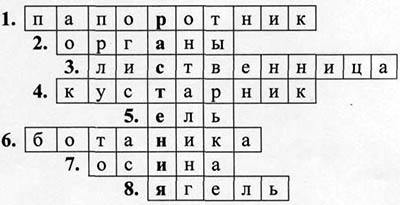 1. папоротник
2. органы
3. лиственница
4. кустарник
5. ель
6. ботаника
7. осина
8. ягель